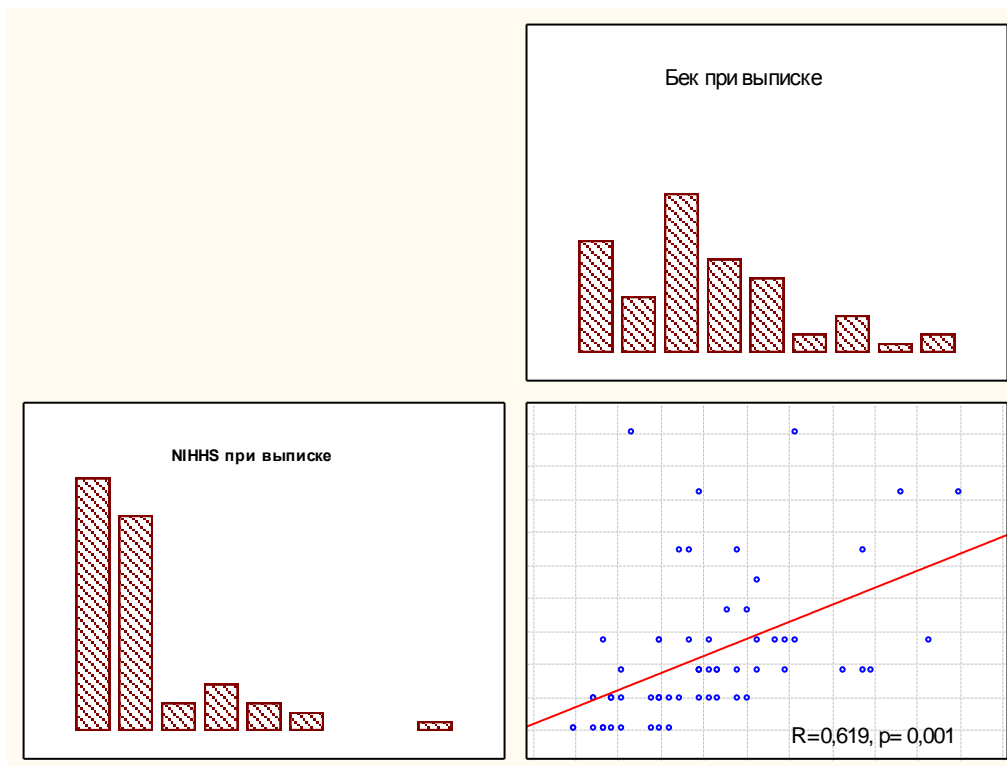 Бек при выписке
NIHHS при выписке
R=0,619, p= 0,001